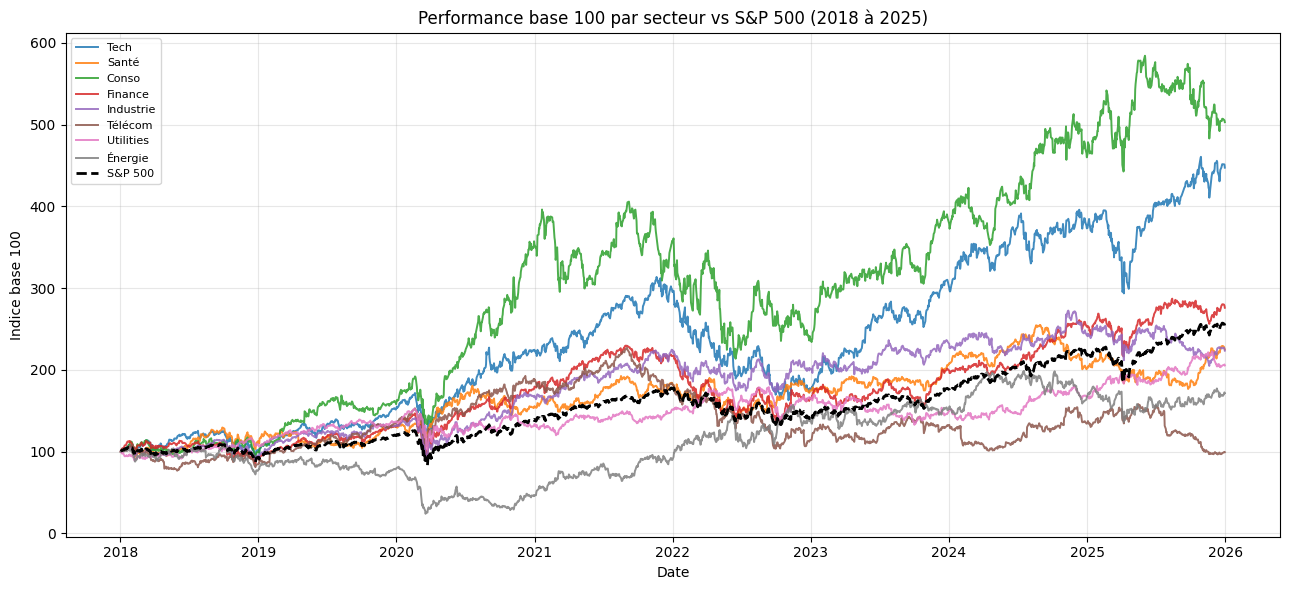 Performance base 100 par secteur vs S&P 500 (2018 à 2025)
Indice base 100
600
500
400
300
200
100
0
Tech
Santé
Conso
Finance
Industrie
Télécom
Utilities
Énergie
S&P 500
2018 2019 2020 2021 2022 2023 2024 2025 2026
Date